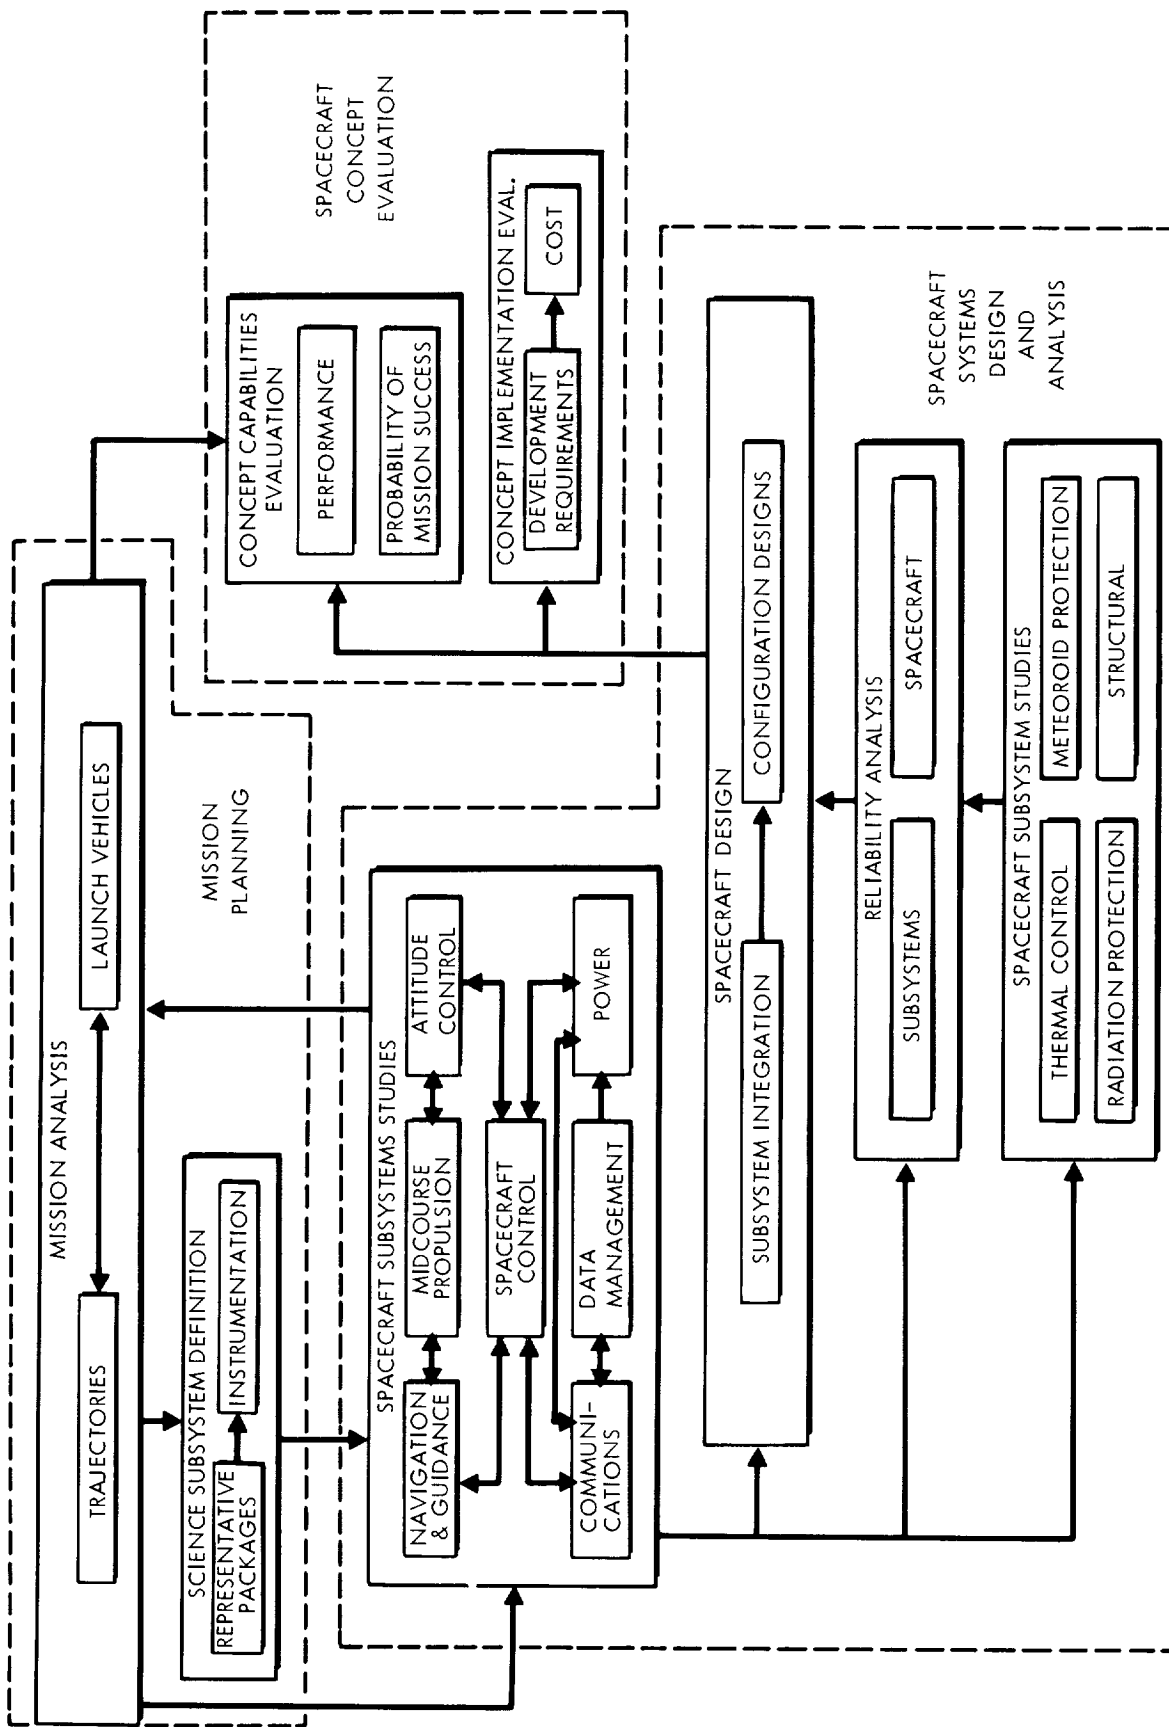 MISSION ANALYSIS
TRAJECTORIES
LAUNCH VEHICLES
SCIENCE SUBSYSTEM DEFINITION
REPRESENTATIVE
PACKAGES
INSTRUMENTATION
MISSION
PLANNING
CONCEPT CAPABILITIES
EVALUATION
PERFORMANCE
PROBABILITY OF
MISSION SUCCESS
SPACECRAFT
CONCEPT
EVALUATION
CONCEPT IMPLEMENTATION EVAL.
DEVELOPMENT
REQUIREMENTS
COST
SPACECRAFT SUBSYSTEMS STUDIES
NAVIGATION
& GUIDANCE
MIDCOURSE
PROPULSION
ATTITUDE
CONTROL
SPACECRAFT
CONTROL
COMMUNI-
CATIONS
DATA
MANAGEMENT
POWER
SPACECRAFT DESIGN
SUBSYSTEM INTEGRATION
CONFIGURATION DESIGNS
RELIABILITY ANALYSIS
SUBSYSTEMS
SPACECRAFT
SPACECRAFT SUBSYSTEM STUDIES
THERMAL CONTROL
METEOROID PROTECTION
RADIATION PROTECTION
STRUCTURAL
SPACECRAFT
SYSTEMS
DESIGN
AND
ANALYSIS